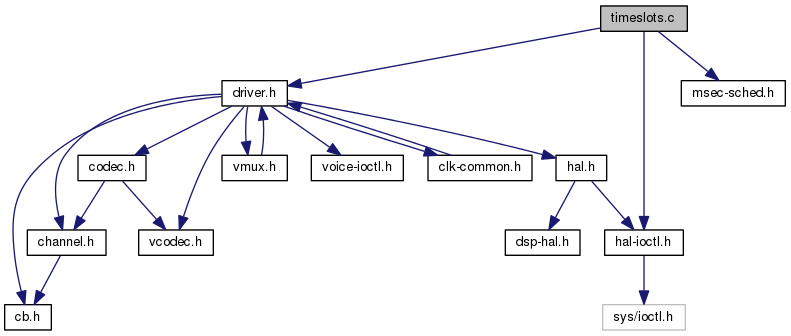 timeslots.c
driver.h
msec-sched.h
codec.h
vmux.h
voice-ioctl.h
clk-common.h
hal.h
channel.h
vcodec.h
dsp-hal.h
hal-ioctl.h
cb.h
sys/ioctl.h